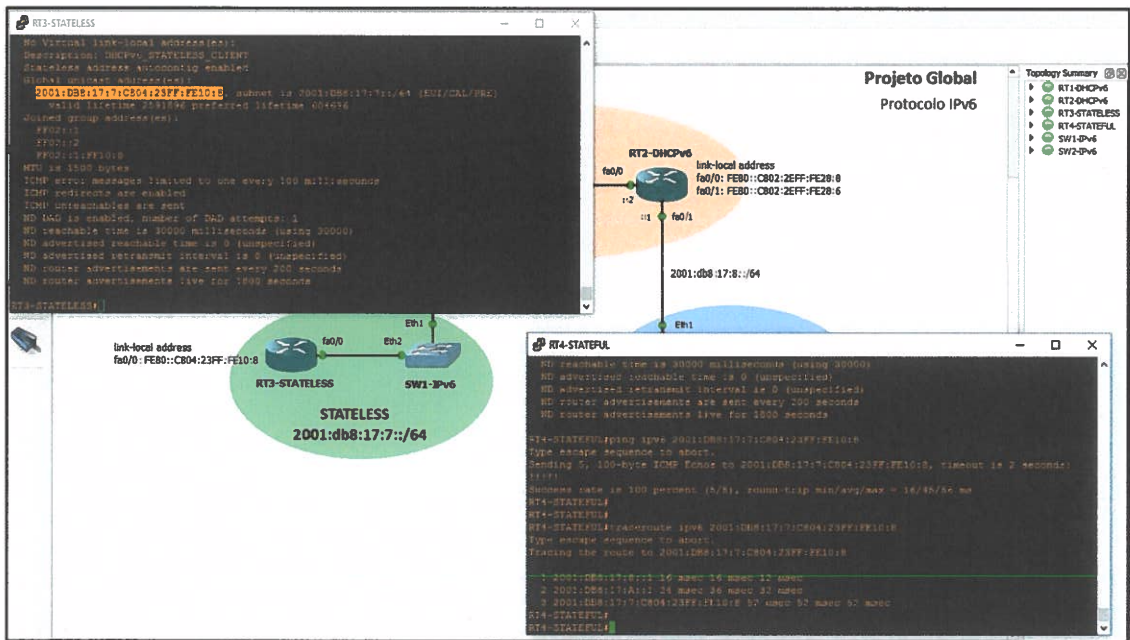 RT3-STATELESS
No Virtual link-local address(es):
Description: DHCPv6_STATELESS_CLIENT
Stateless address autoconfig enabled
Global unicast address(es):
2001:DB8:17:7:C804:23FF:FE10:8, subnet is 2001:DB8:17:7::/64 [EUI/CAL/PRE]
valid lifetime 2591896 preferred lifetime 604696
Joined group address(es):
FF02::1
FF02::2
FF02::1:FF10:8
MTU is 1500 bytes
ICMP error messages limited to one every 100 milliseconds
ICMP redirects are enabled
ICMP unreachables are sent
ND DAD is enabled, number of DAD attempts: 1
ND reachable time is 30000 milliseconds (using 30000)
ND advertised reachable time is 0 (unspecified)
ND advertised retransmit interval is 0 (unspecified)
ND router advertisements are sent every 200 seconds
ND router advertisements live for 1800 seconds
RT3-STATELESS#
Projeto Global
Protocolo IPv6
Topology Summary
RT1-DHCPv6
RT2-DHCPv6
RT3-STATELESS
RT4-STATEFUL
SW1-IPv6
SW2-IPv6
RT2-DHCPv6
fa0/0
::2
link-local address
fa0/0: FE80::C802:2EFF:FE28:8
fa0/1: FE80::C802:2EFF:FE28:6
::1
fa0/1
2001:db8:17:8::/64
Eth1
Eth1
link-local address
fa0/0: FE80::C804:23FF:FE10:8
fa0/0
Eth2
RT3-STATELESS
SW1-IPv6
STATELESS
2001:db8:17:7::/64
RT4-STATEFUL
ND reachable time is 30000 milliseconds (using 30000)
ND advertised reachable time is 0 (unspecified)
ND advertised retransmit interval is 0 (unspecified)
ND router advertisements are sent every 200 seconds
ND router advertisements live for 1800 seconds
RT4-STATEFUL#ping ipv6 2001:DB8:17:7:C804:23FF:FE10:8
Type escape sequence to abort.
Sending 5, 100-byte ICMP Echos to 2001:DB8:17:7:C804:23FF:FE10:8, timeout is 2 seconds:
!!!!!
Success rate is 100 percent (5/5), round-trip min/avg/max = 16/45/56 ms
RT4-STATEFUL#
RT4-STATEFUL#
RT4-STATEFUL#traceroute ipv6 2001:DB8:17:7:C804:23FF:FE10:8
Type escape sequence to abort.
Tracing the route to 2001:DB8:17:7:C804:23FF:FE10:8
1 2001:DB8:17:8::1 16 msec 16 msec 12 msec
2 2001:DB8:17:A::1 24 msec 36 msec 32 msec
3 2001:DB8:17:7:C804:23FF:FE10:8 52 msec 52 msec 52 msec
RT4-STATEFUL#
RT4-STATEFUL#